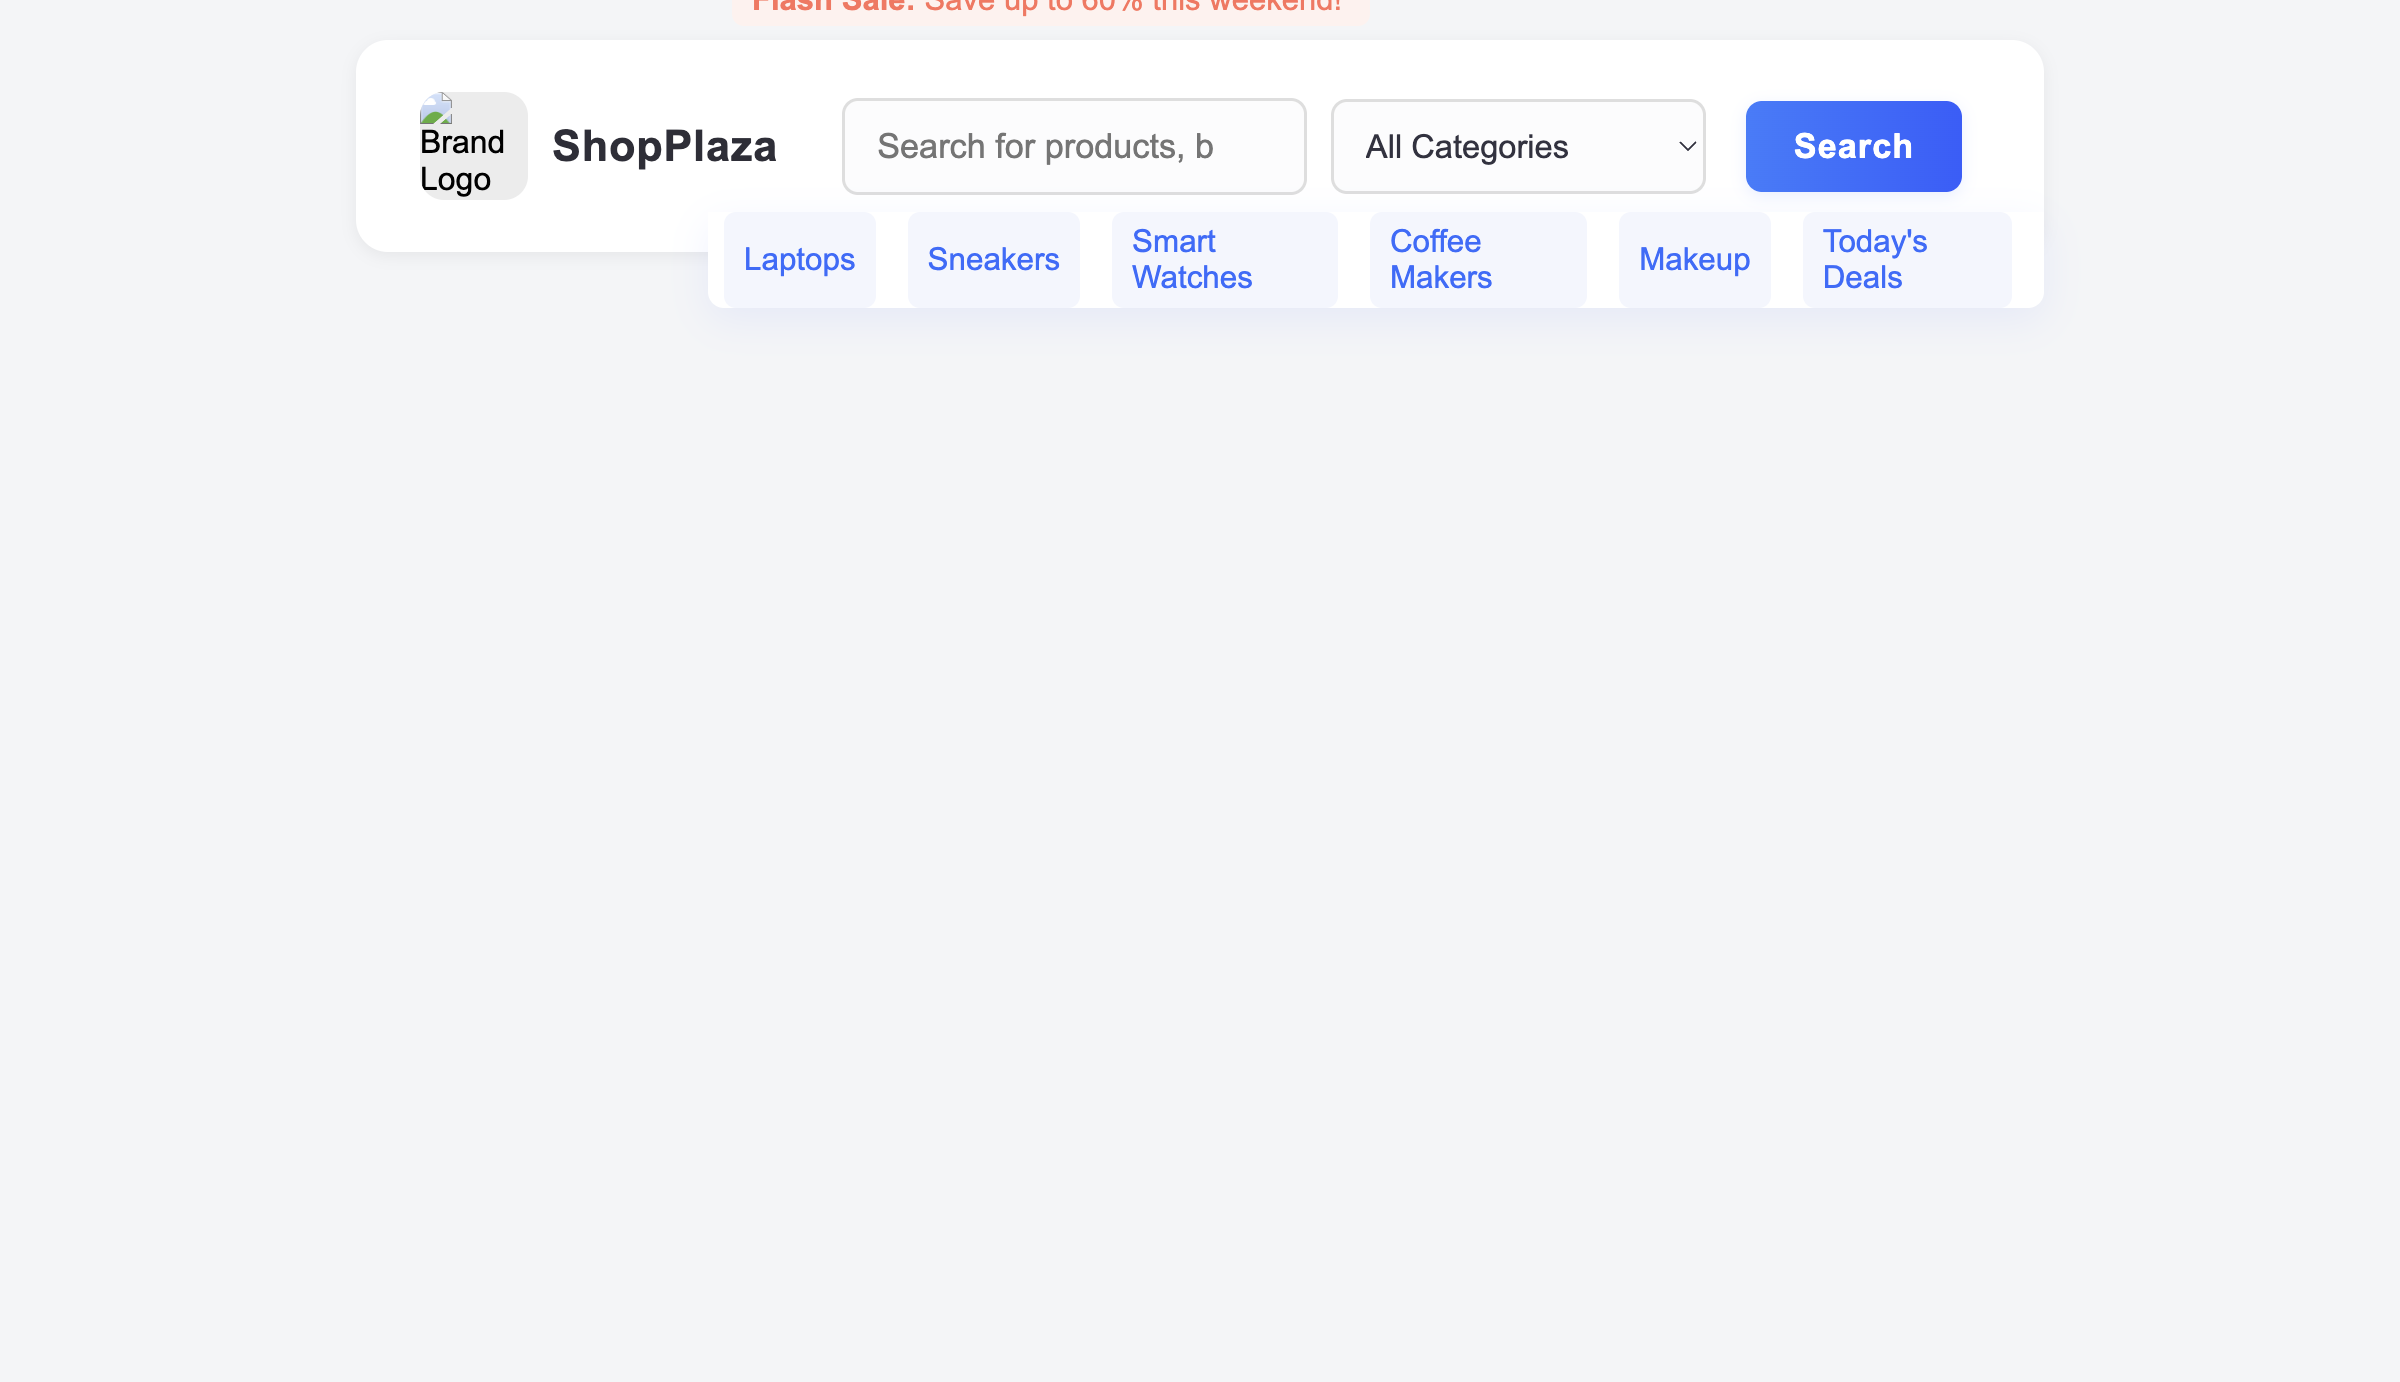 Flash Sale: Save up to 60% this weekend!
Brand
Logo
ShopPlaza
Search for products, b
All Categories
Search
Laptops
Sneakers
Smart
Watches
Coffee
Makers
Makeup
Today's
Deals